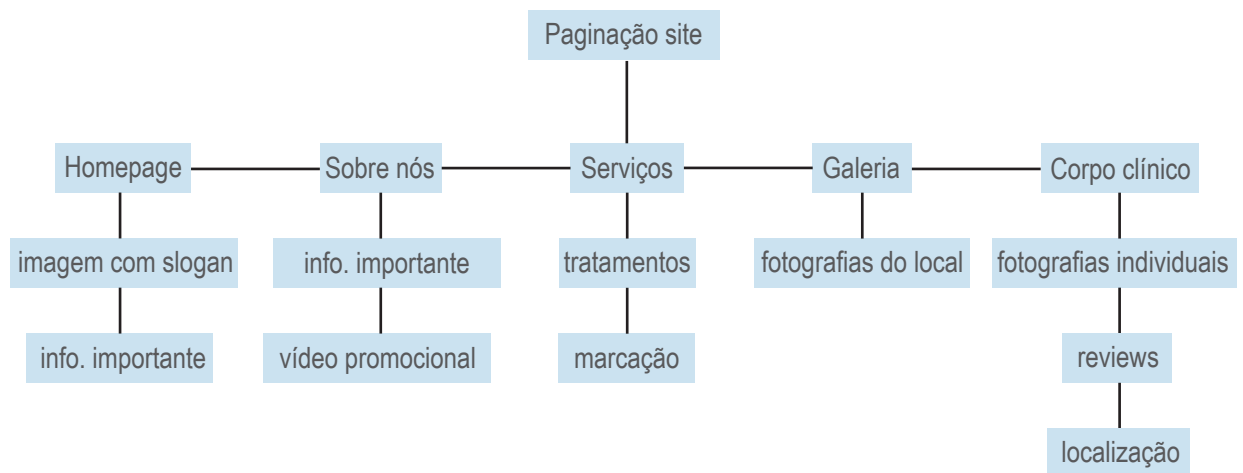 Paginação site
Homepage
Sobre nós
Serviços
Galeria
Corpo clínico
imagem com slogan
info. importante
tratamentos
fotografias do local
fotografias individuais
info. importante
vídeo promocional
marcação
reviews
localização